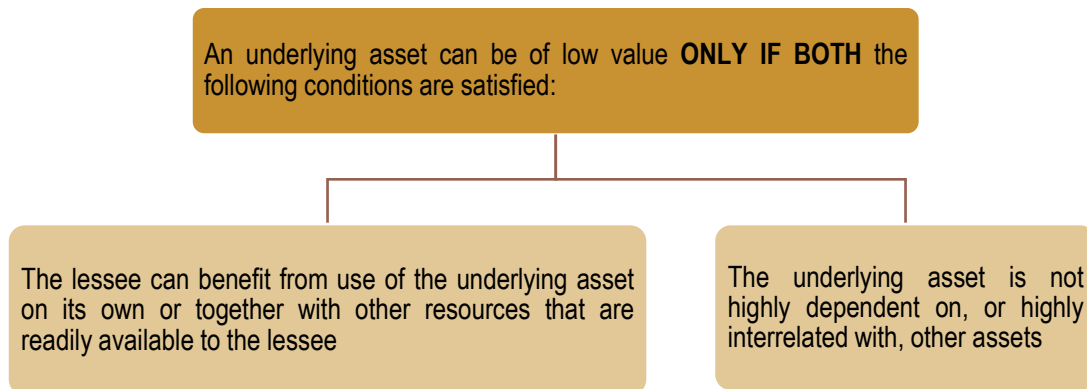 An underlying asset can be of low value ONLY IF BOTH the
following conditions are satisfied:
The lessee can benefit from use of the underlying asset
on its own or together with other resources that are
readily available to the lessee
The underlying asset is not
highly dependent on, or highly
interrelated with, other assets